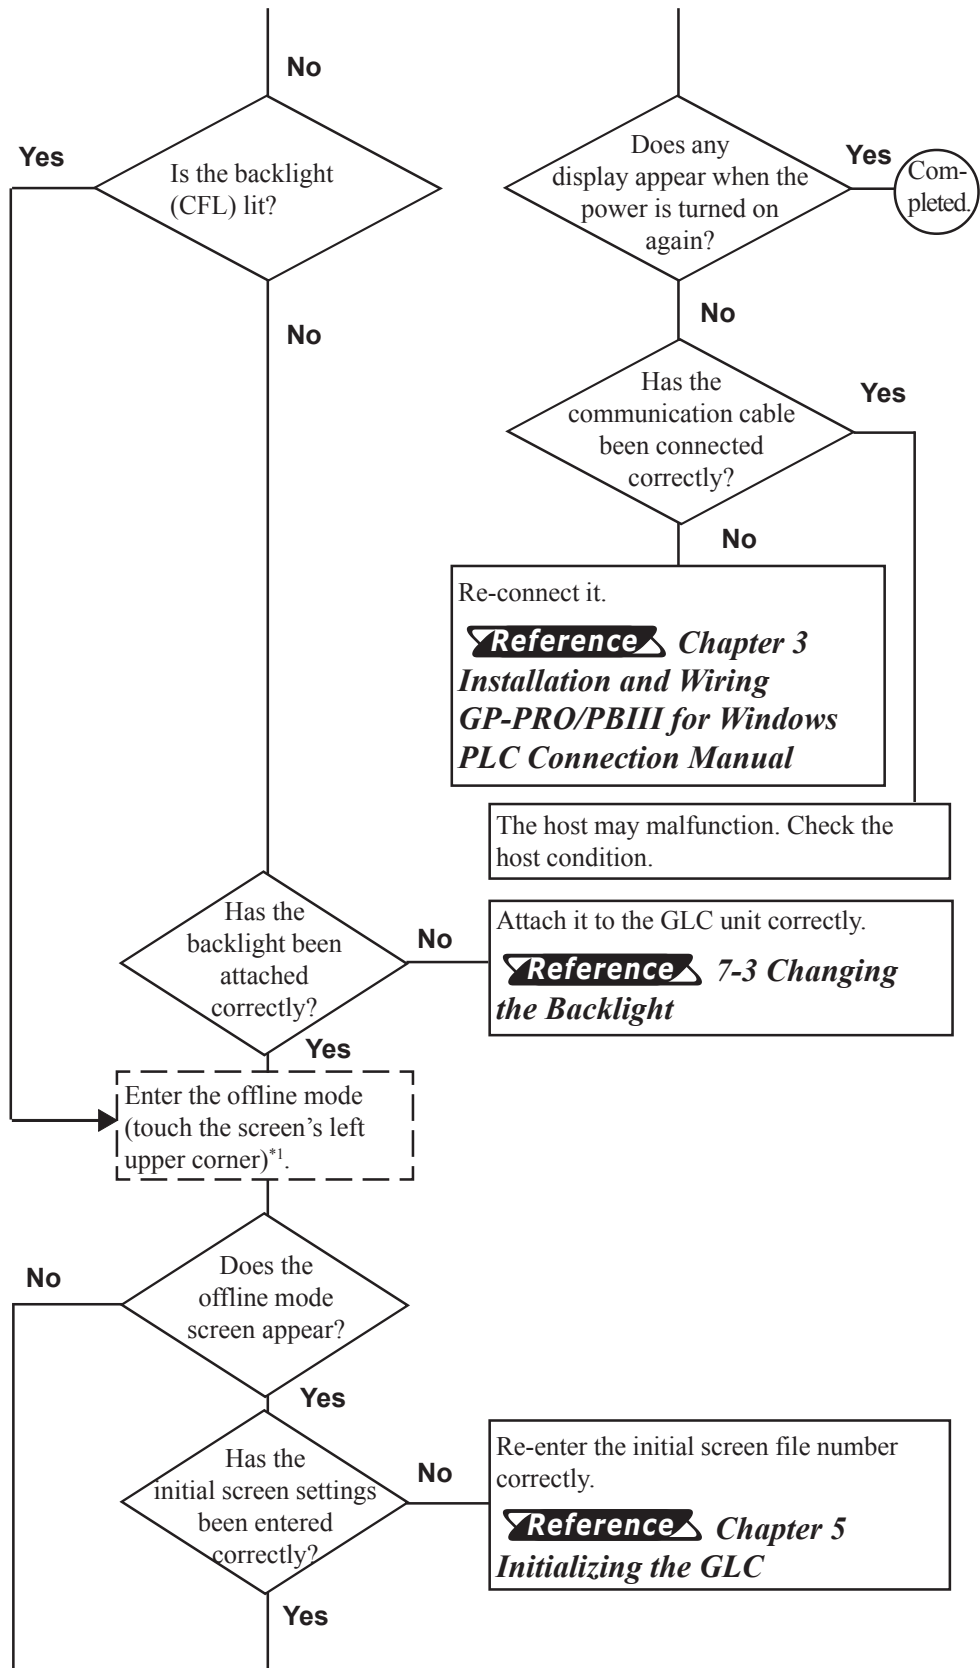 No
Yes
Is the backlight
(CFL) lit?
No
Does any
display appear when the
power is turned on
again?
Yes
Com-
pleted.
No
Has the
communication cable
been connected
correctly?
Yes
No
Re-connect it.
Reference Chapter 3
Installation and Wiring
GP-PRO/PBIII for Windows
PLC Connection Manual
The host may malfunction. Check the
host condition.
Has the
backlight been
attached
correctly?
No
Attach it to the GLC unit correctly.
Reference 7-3 Changing
the Backlight
Yes
Enter the offline mode
(touch the screen's left
upper corner)*1.
Does the
offline mode
screen appear?
No
Yes
Has the
initial screen settings
been entered
correctly?
No
Re-enter the initial screen file number
correctly.
Reference Chapter 5
Initializing the GLC
Yes